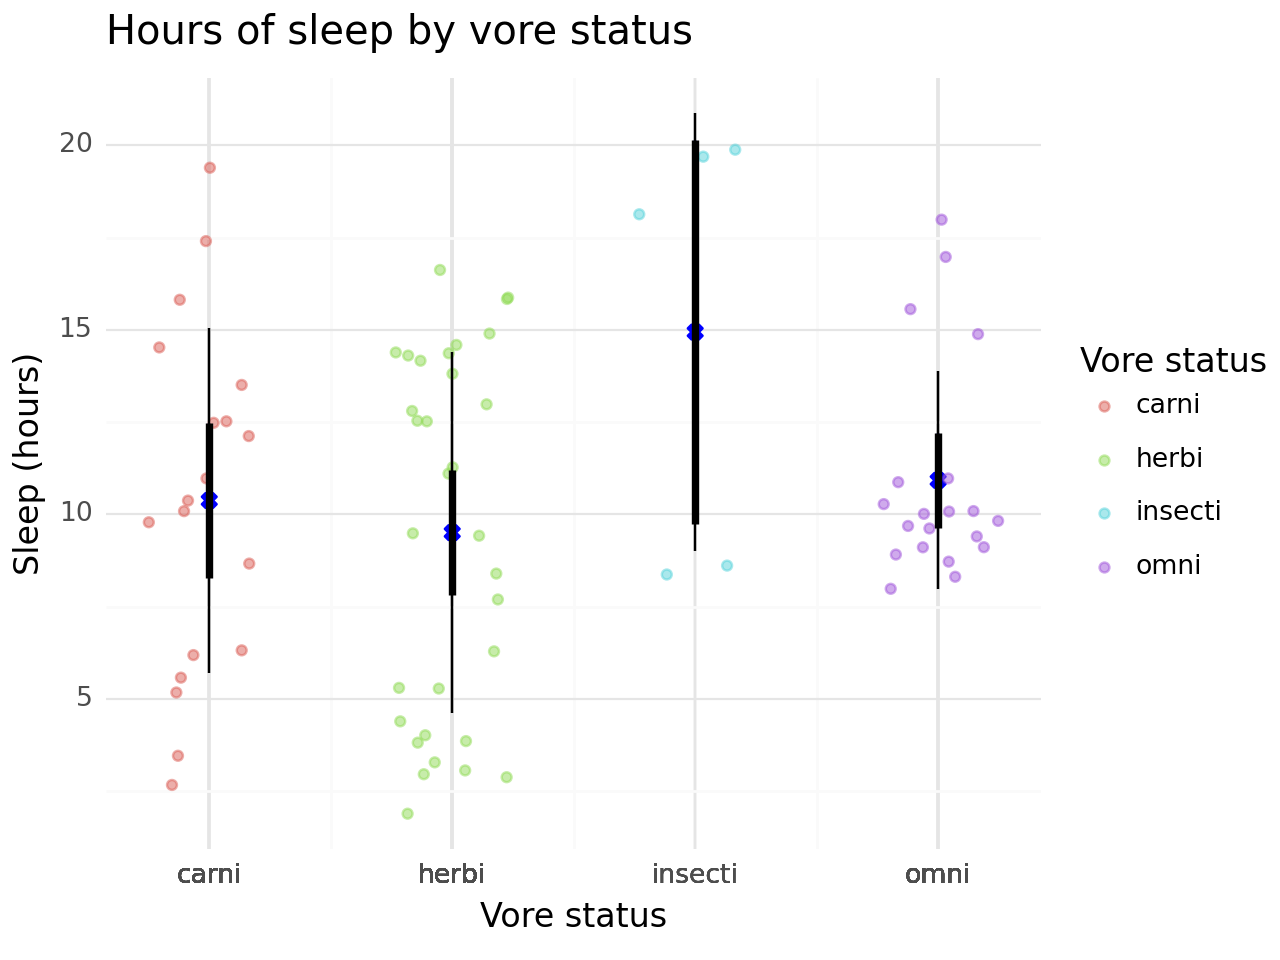 Hours of sleep by vore status
Sleep (hours)
20
15
10
5
carni
herbi
insecti
omni
Vore status
Vore status
carni
herbi
insecti
omni